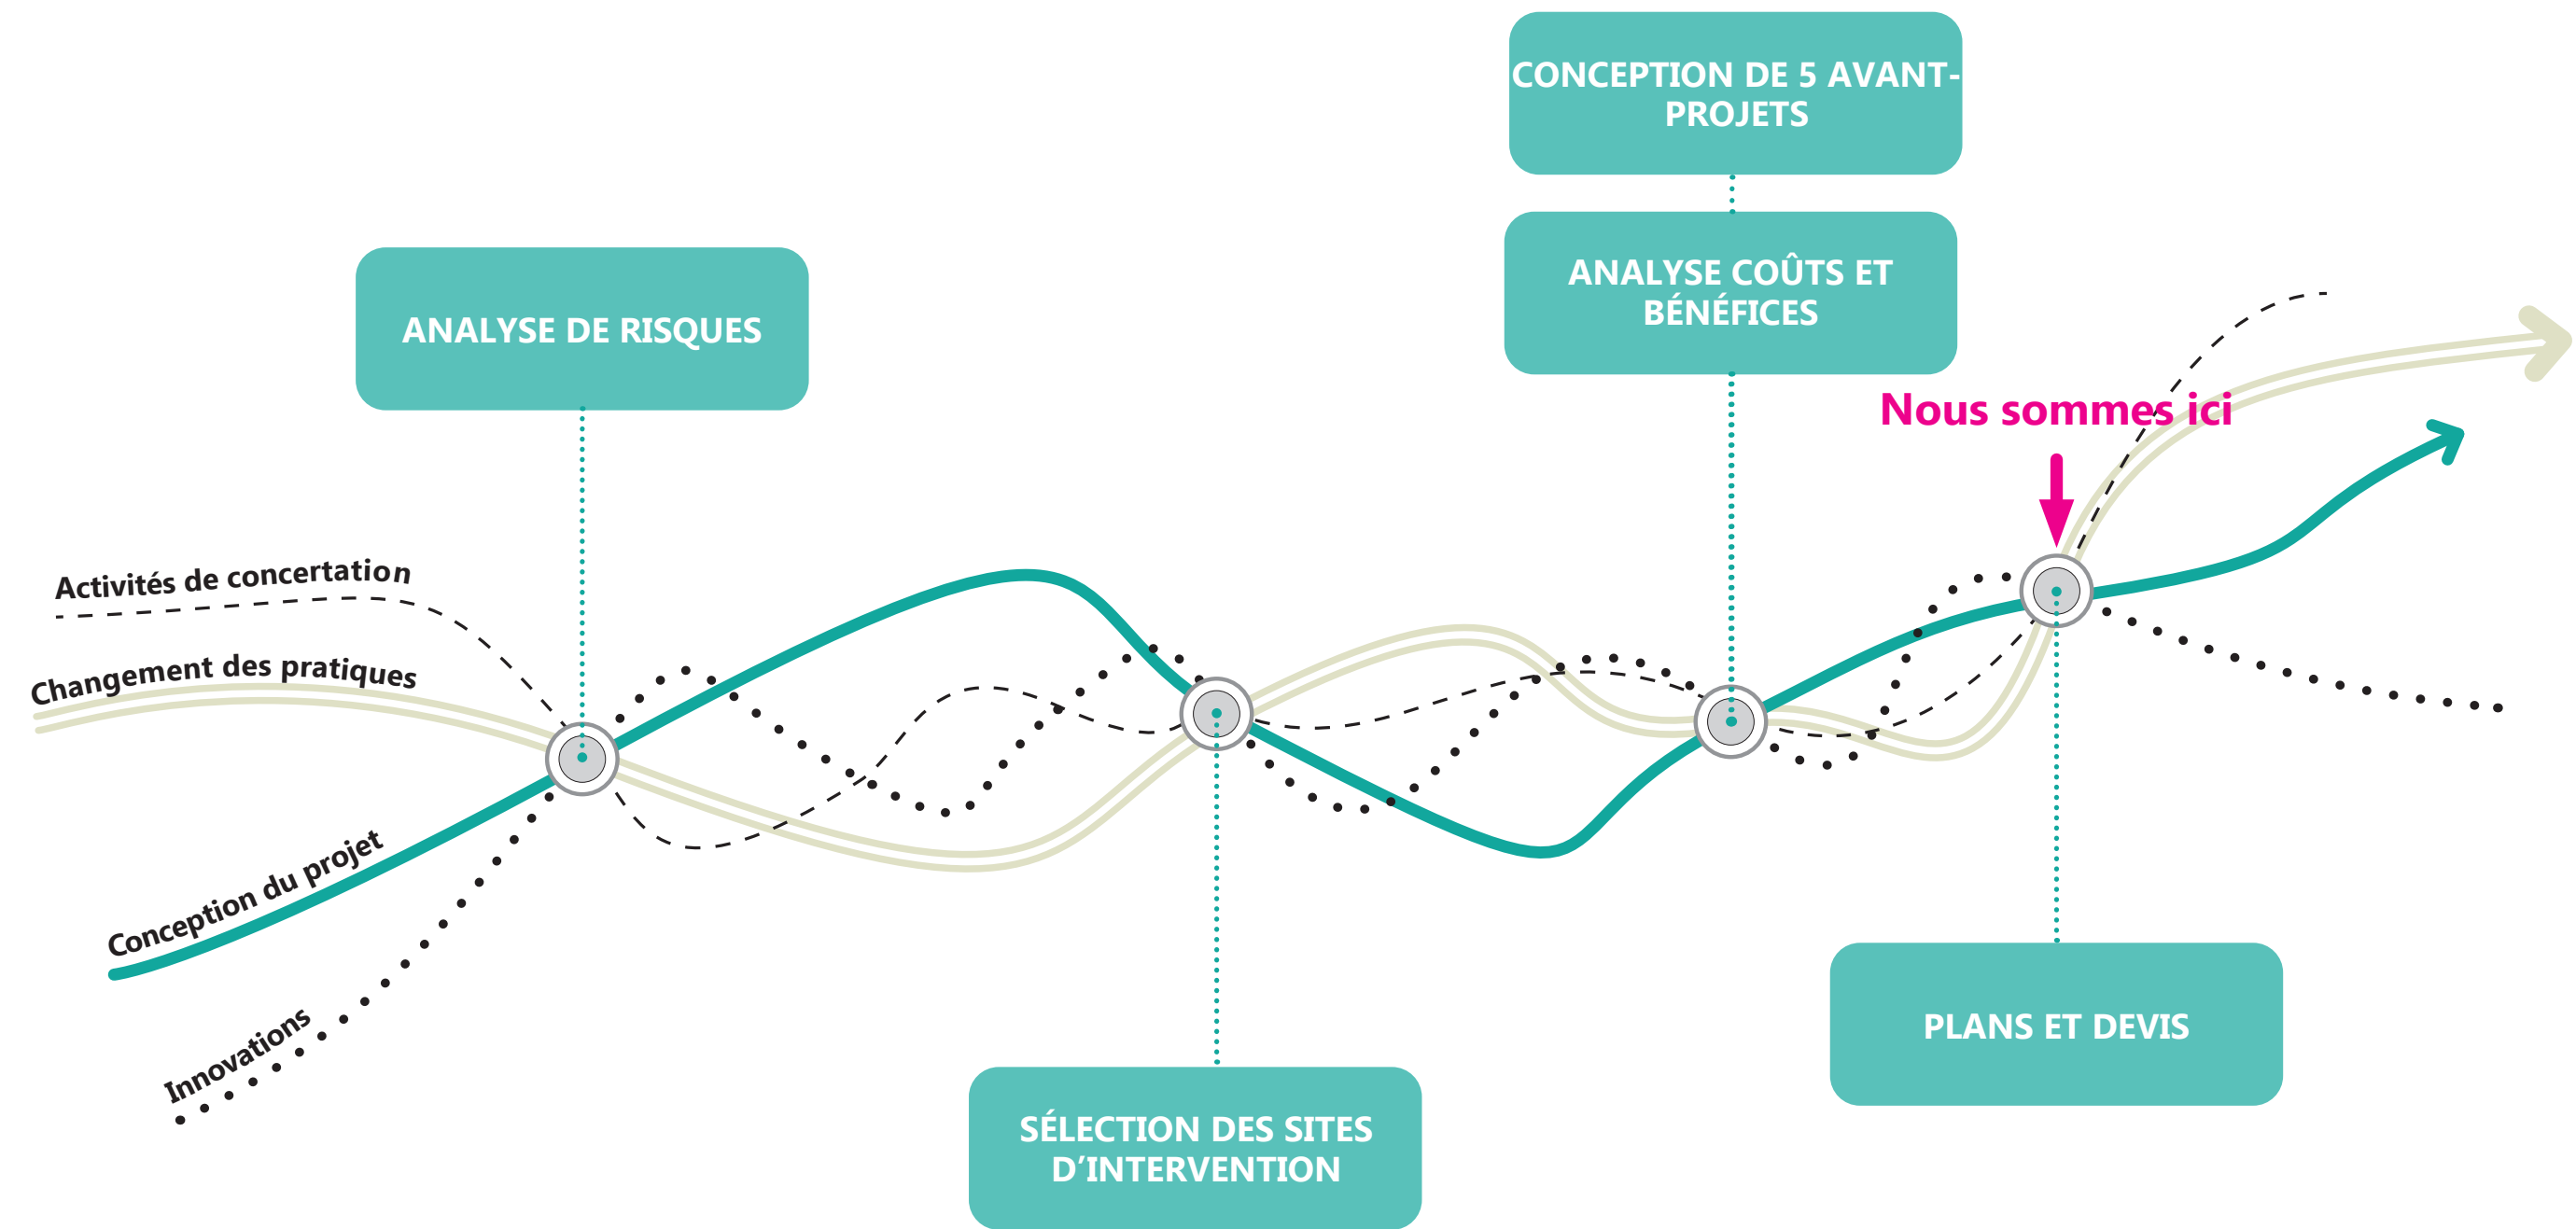 CONCEPTION DE 5 AVANT-
PROJETS
ANALYSE COÛTS ET
BÉNÉFICES
ANALYSE DE RISQUES
Nous sommes ici
Activités de concertation
Changement des pratiques
Conception du projet
Innovations
PLANS ET DEVIS
SÉLECTION DES SITES
D’INTERVENTION